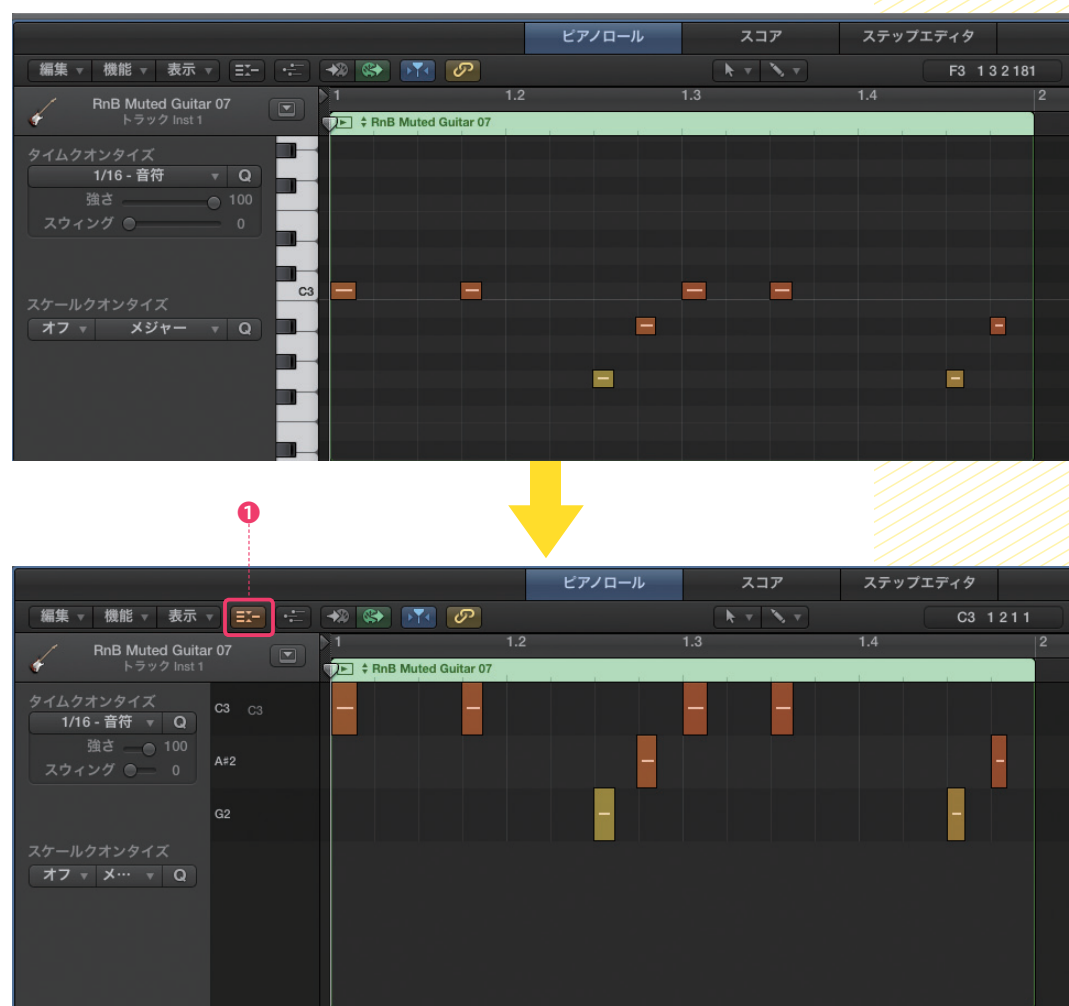 ピアノロール スコア ステップエディタ
編集 機能 表示 F3 1 3 2 181
RnB Muted Guitar 07
トラック Inst 1
1 1.2 1.3 1.4 2
RnB Muted Guitar 07
タイムクオンタイズ
1/16 - 音符 Q
強さ 100
スウィング 0
C3
スケールクオンタイズ
オフ メジャー Q
1
ピアノロール スコア ステップエディタ
編集 機能 表示 C3 1 2 1 1
RnB Muted Guitar 07
トラック Inst 1
1 1.2 1.3 1.4 2
RnB Muted Guitar 07
タイムクオンタイズ
C3 C3
1/16 - 音符 Q
強さ 100
A♯2
スウィング 0
G2
スケールクオンタイズ
オフ メ… Q